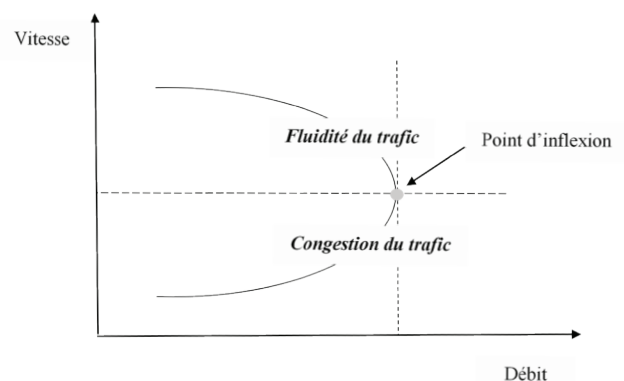 Vitesse
Fluidité du trafic
Point d'inflexion
Congestion du trafic
Débit